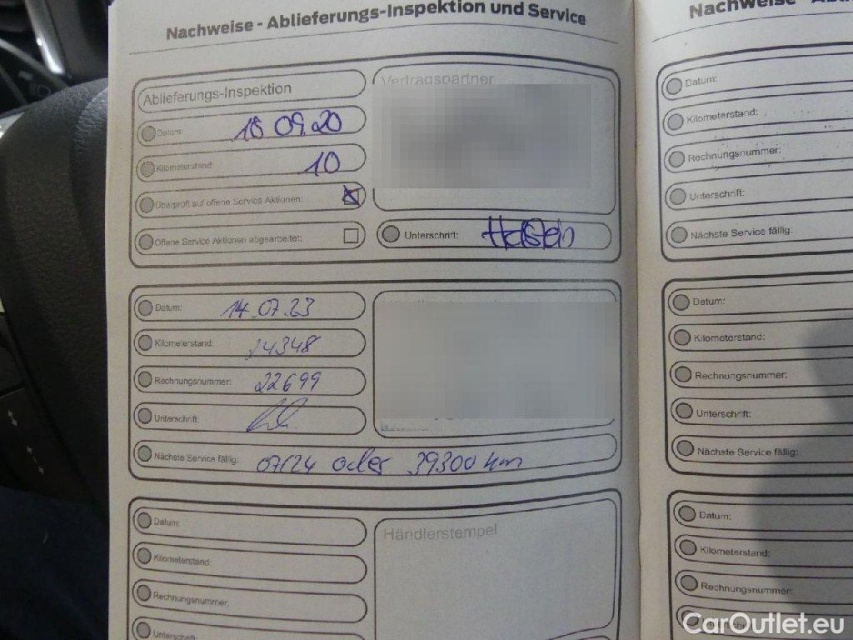 Nachweise - Ablieferungs-Inspektion und Service
Ablieferungs-Inspektion
Vertragspartner
Datum: 18 09.20
Kilometerstand: 10
Überprüft auf offene Service Aktionen:
Offene Service Aktionen abgearbeitet:
Unterschrift:
Datum: 14.07.23
Kilometerstand: 14348
Rechnungsnummer: 22699
Unterschrift:
Nächste Service fällig: 07/24 oder 39300 km
Datum:
Händlerstempel
Kilometerstand:
Rechnungsnummer:
Unterschrift:
Nachweise -
Datum:
Kilometerstand:
Rechnungsnummer:
Unterschrift:
Nächste Service fällig:
Datum:
Kilometerstand:
Rechnungsnummer:
Unterschrift:
Nächste Service fällig:
Datum:
Kilometerstand:
Rechnungsnummer:
CarOutlet.eu